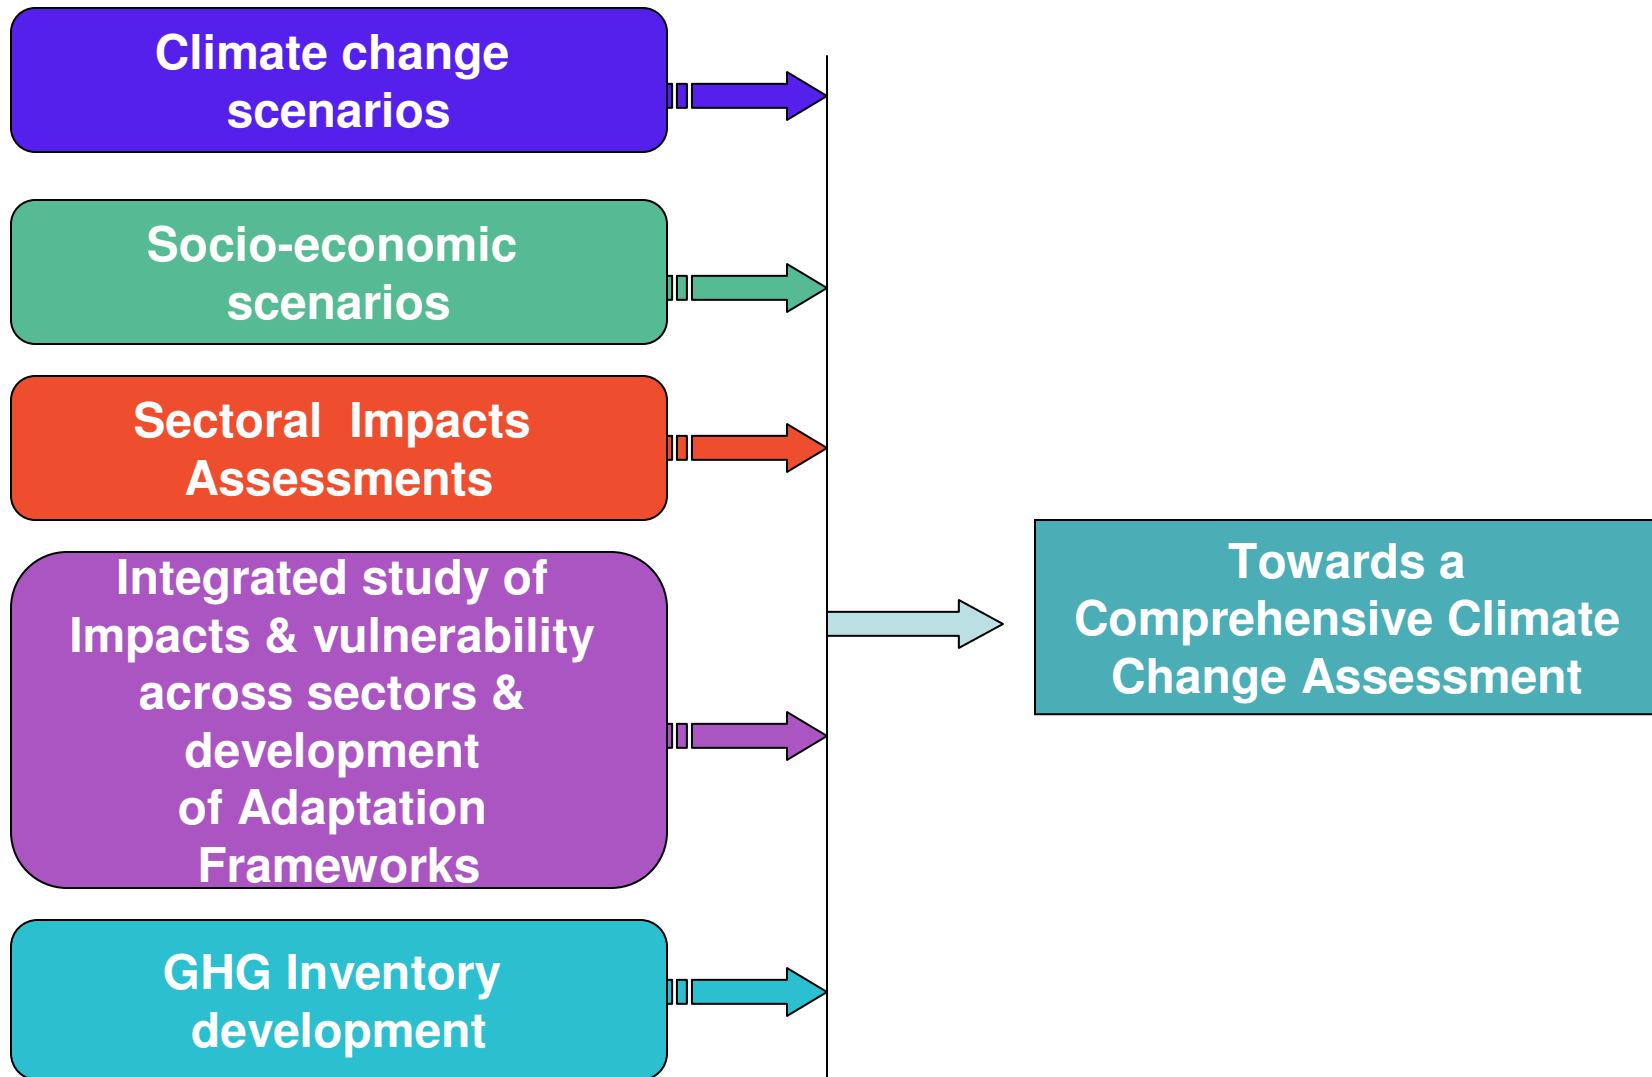 Climate change
scenarios
Socio-economic
scenarios
Sectoral  Impacts
Assessments
Integrated study of
Impacts & vulnerability
across sectors &
development
of Adaptation
Frameworks
GHG Inventory
development
Towards a
Comprehensive Climate
Change Assessment